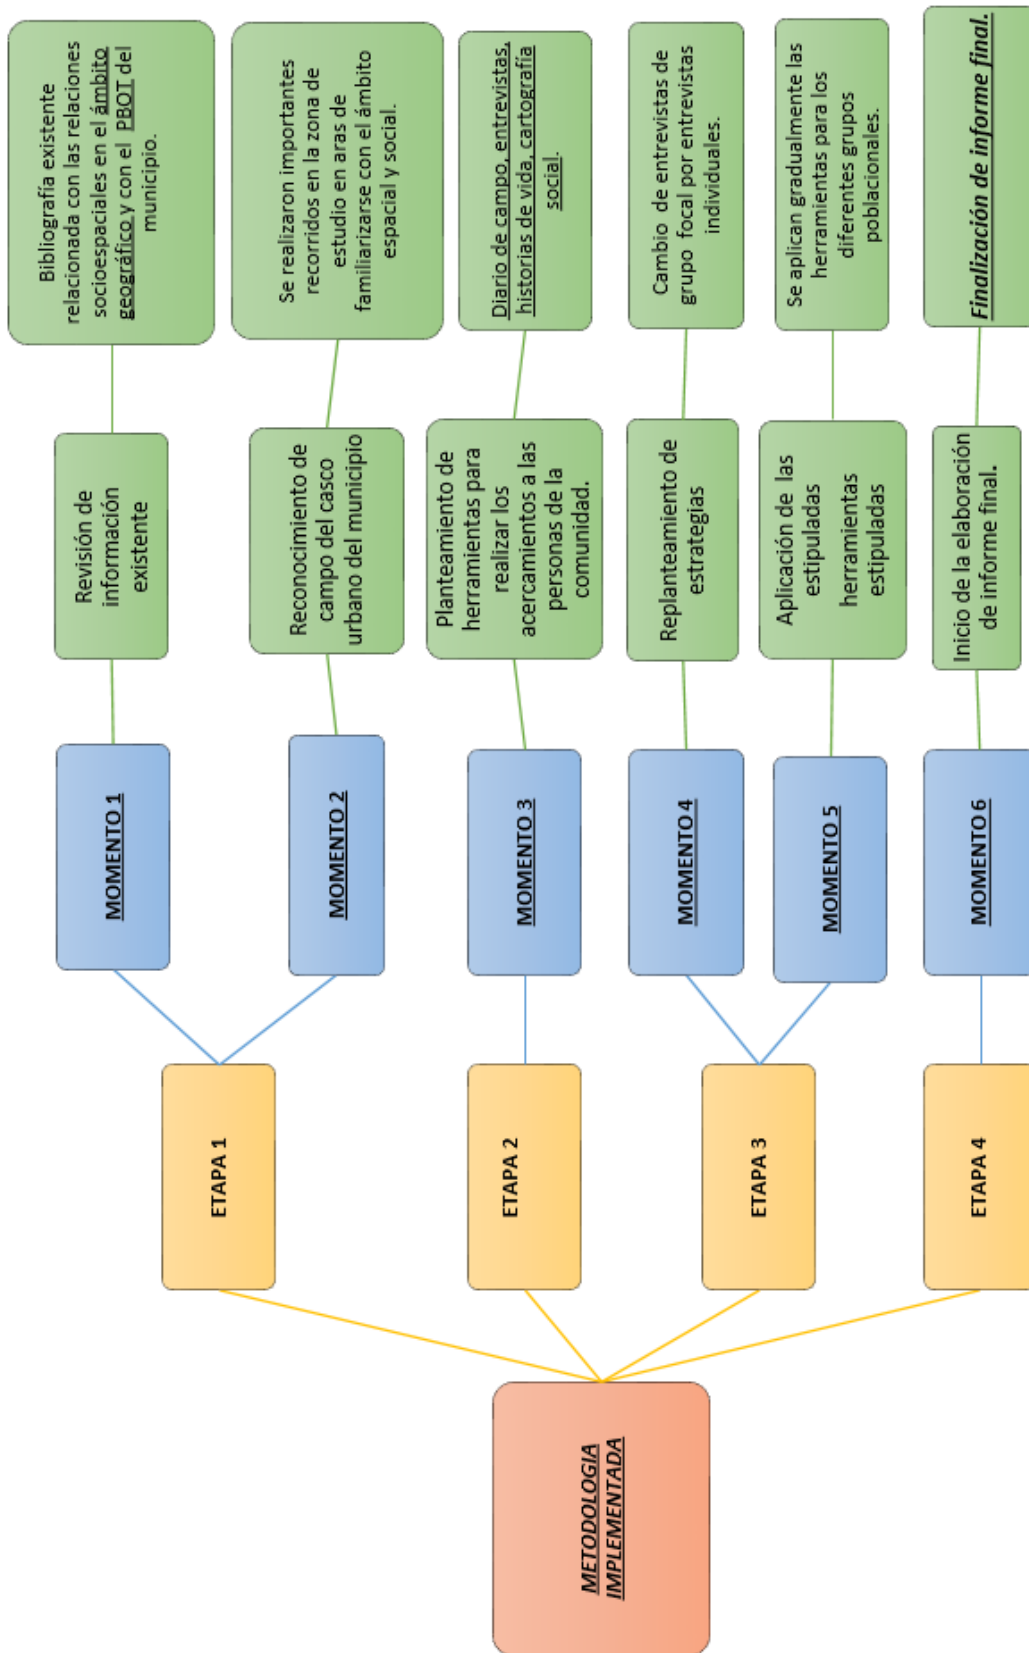 METODOLOGIA
IMPLEMENTADA
ETAPA 1
MOMENTO 1
Revisión de
información
existente
Bibliografía existente
relacionada con las relaciones
socioespaciales en el ámbito
geográfico y con el PBOT del
municipio.
MOMENTO 2
Reconocimiento de
campo del casco
urbano del municipio
Se realizaron importantes
recorridos en la zona de
estudio en aras de
familiarizarse con el ámbito
espacial y social.
ETAPA 2
MOMENTO 3
Planteamiento de
herramientas para
realizar los
acercamientos a las
personas de la
comunidad.
Diario de campo, entrevistas,
historias de vida, cartografía
social.
ETAPA 3
MOMENTO 4
Replanteamiento de
estrategias
Cambio de entrevistas de
grupo focal por entrevistas
individuales.
MOMENTO 5
Aplicación de las
estipuladas
herramientas
estipuladas
Se aplican gradualmente las
herramientas para los
diferentes grupos
poblacionales.
ETAPA 4
MOMENTO 6
Inicio de la elaboración
de informe final.
Finalización de informe final.